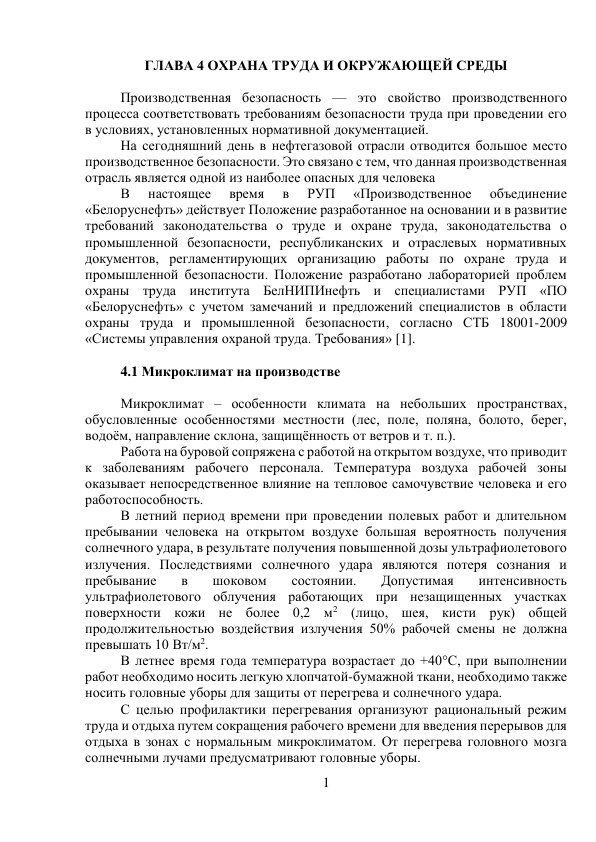 ГЛАВА 4 ОХРАНА ТРУДА И ОКРУЖАЮЩЕЙ СРЕДЫ
Производственная безопасность — это свойство производственного
процесса соответствовать требованиям безопасности труда при проведении его
в условиях, установленных нормативной документацией.
На сегодняшний день в нефтегазовой отрасли отводится большое место
производственное безопасности. Это связано с тем, что данная производственная
отрасль является одной из наиболее опасных для человека
В настоящее время в РУП «Производственное объединение
«Белоруснефть» действует Положение разработанное на основании и в развитие
требований законодательства о труде и охране труда, законодательства о
промышленной безопасности, республиканских и отраслевых нормативных
документов, регламентирующих организацию работы по охране труда и
промышленной безопасности. Положение разработано лабораторией проблем
охраны труда института БелНИПИнефть и специалистами РУП «ПО
«Белоруснефть» с учетом замечаний и предложений специалистов в области
охраны труда и промышленной безопасности, согласно СТБ 18001-2009
«Системы управления охраной труда. Требования» [1].
4.1 Микроклимат на производстве
Микроклимат – особенности климата на небольших пространствах,
обусловленные особенностями местности (лес, поле, поляна, болото, берег,
водоём, направление склона, защищённость от ветров и т. п.).
Работа на буровой сопряжена с работой на открытом воздухе, что приводит
к заболеваниям рабочего персонала. Температура воздуха рабочей зоны
оказывает непосредственное влияние на тепловое самочувствие человека и его
работоспособность.
В летний период времени при проведении полевых работ и длительном
пребывании человека на открытом воздухе большая вероятность получения
солнечного удара, в результате получения повышенной дозы ультрафиолетового
излучения. Последствиями солнечного удара являются потеря сознания и
пребывание в шоковом состоянии. Допустимая интенсивность
ультрафиолетового облучения работающих при незащищенных участках
поверхности кожи не более 0,2 м² (лицо, шея, кисти рук) общей
продолжительностью воздействия излучения 50% рабочей смены не должна
превышать 10 Вт/м².
В летнее время года температура возрастает до +40°С, при выполнении
работ необходимо носить легкую хлопчатой-бумажной ткани, необходимо также
носить головные уборы для защиты от перегрева и солнечного удара.
С целью профилактики перегревания организуют рациональный режим
труда и отдыха путем сокращения рабочего времени для введения перерывов для
отдыха в зонах с нормальным микроклиматом. От перегрева головного мозга
солнечными лучами предусматривают головные уборы.
1